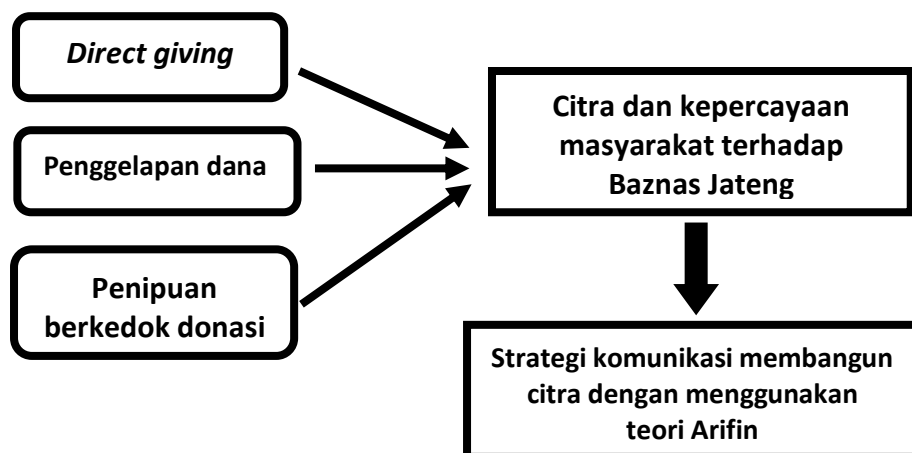 Direct giving
Penggelapan dana
Penipuan
berkedok donasi
Citra dan kepercayaan
masyarakat terhadap
Baznas Jateng
Strategi komunikasi membangun
citra dengan menggunakan
teori Arifin